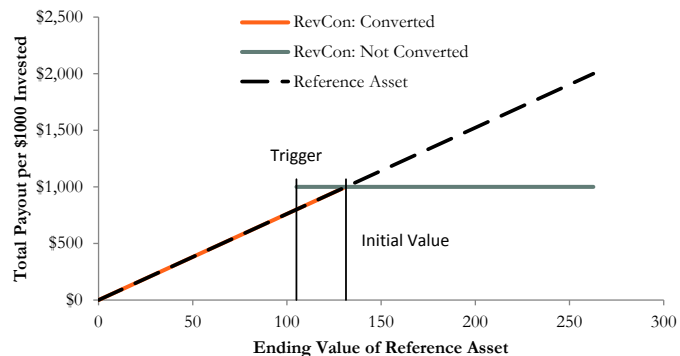 $2,500
$2,000
$1,500
$1,000
$500
$0
Total Payout per $1000 Invested
RevCon: Converted
RevCon: Not Converted
Reference Asset
Trigger
Initial Value
0
50
100
150
200
250
300
Ending Value of Reference Asset